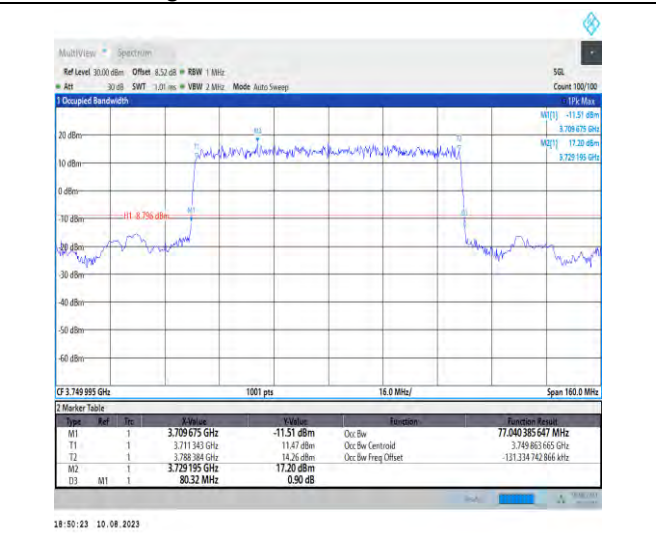 MultiView Spectrum
Ref Level 30.00 dBm Offset 8.52 dB RBW 1 MHz SGL
Att 30 dB SWT 1.01 ms VBW 2 MHz Mode Auto Sweep Count 100/100
1 Occupied Bandwidth 1Pk Max
M1[1] -11.51 dBm
3.709 675 GHz
M2[1] 17.20 dBm
3.729 195 GHz
M2
T1 T2
20 dBm
10 dBm
0 dBm
M1
-10 dBm H1 -8.796 dBm D3
-20 dBm
-30 dBm
-40 dBm
-50 dBm
-60 dBm
CF 3.749 995 GHz 1001 pts 16.0 MHz/ Span 160.0 MHz
2 Marker Table
Type Ref Trc X-Value Y-Value Function Function Result
M1 1 3.709 675 GHz -11.51 dBm Occ Bw 77.040 385 647 MHz
T1 1 3.711 343 GHz 11.47 dBm Occ Bw Centroid 3.749 863 665 GHz
T2 1 3.788 384 GHz 14.26 dBm Occ Bw Freq Offset -131.334 742 866 kHz
M2 1 3.729 195 GHz 17.20 dBm
D3 M1 1 80.32 MHz 0.90 dB
18:50:23 10.08.2023